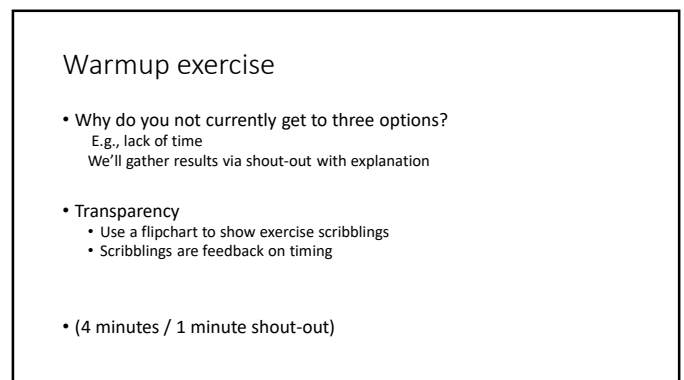 Warmup exercise
• Why do you not currently get to three options?
E.g., lack of time
We’ll gather results via shout-out with explanation
• Transparency
• Use a flipchart to show exercise scribblings
• Scribblings are feedback on timing
• (4 minutes / 1 minute shout-out)